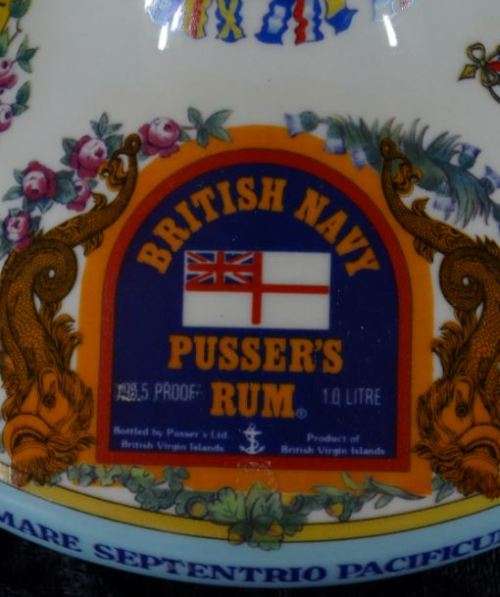 BRITISH NAVY
PUSSER'S
RUM®
PROOF
1.0 LITRE
Bottled by Pusser's Ltd.
British Virgin Islands
Product of
British Virgin Islands
MARE SEPTENTRIO PACIFICU